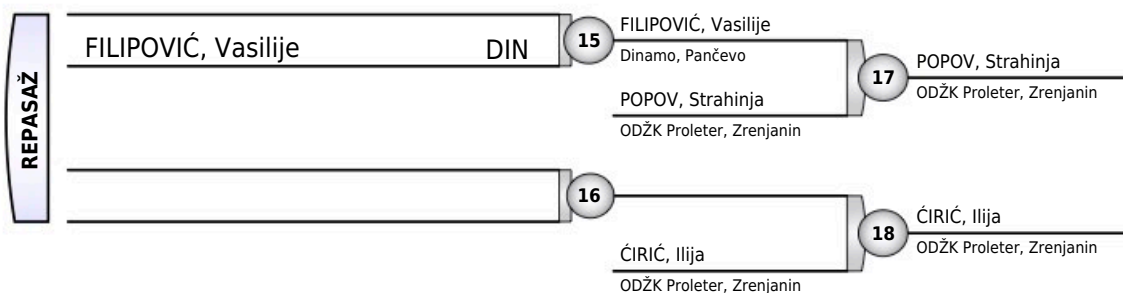 REPASAŽ
FILIPOVIĆ, Vasilije DIN
15
FILIPOVIĆ, Vasilije
Dinamo, Pančevo
POPOV, Strahinja
ODŽK Proleter, Zrenjanin
17
POPOV, Strahinja
ODŽK Proleter, Zrenjanin
16
ĆIRIĆ, Ilija
ODŽK Proleter, Zrenjanin
18
ĆIRIĆ, Ilija
ODŽK Proleter, Zrenjanin